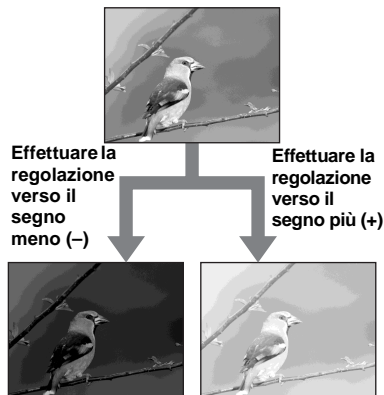 Effettuare la
regolazione
verso il
segno
meno (–)
Effettuare la
regolazione
verso il
segno più (+)